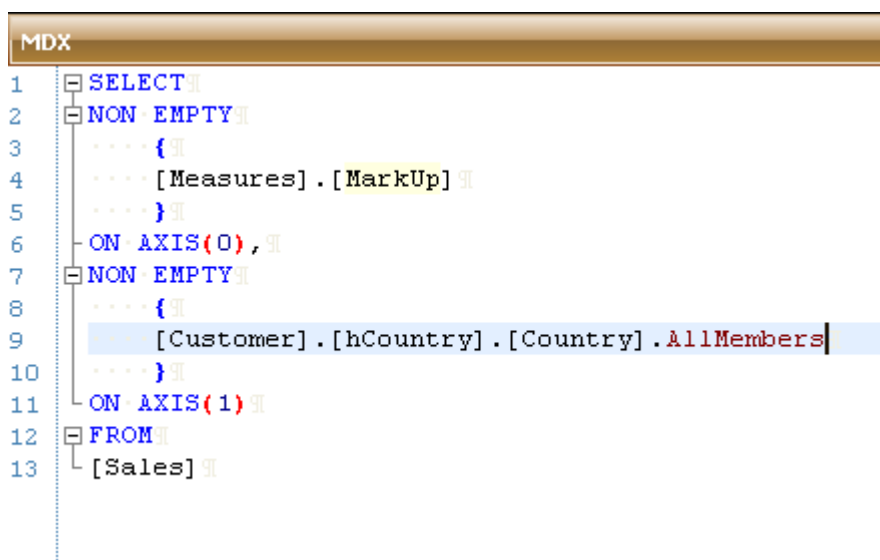 MDX
1 SELECT¶
2 NON EMPTY¶
3 {¶
4 [Measures].[MarkUp]¶
5 }¶
6 ON AXIS(0),¶
7 NON EMPTY¶
8 {¶
9 [Customer].[hCountry].[Country].AllMembers¶
10 }¶
11 ON AXIS(1)¶
12 FROM¶
13 [Sales]¶